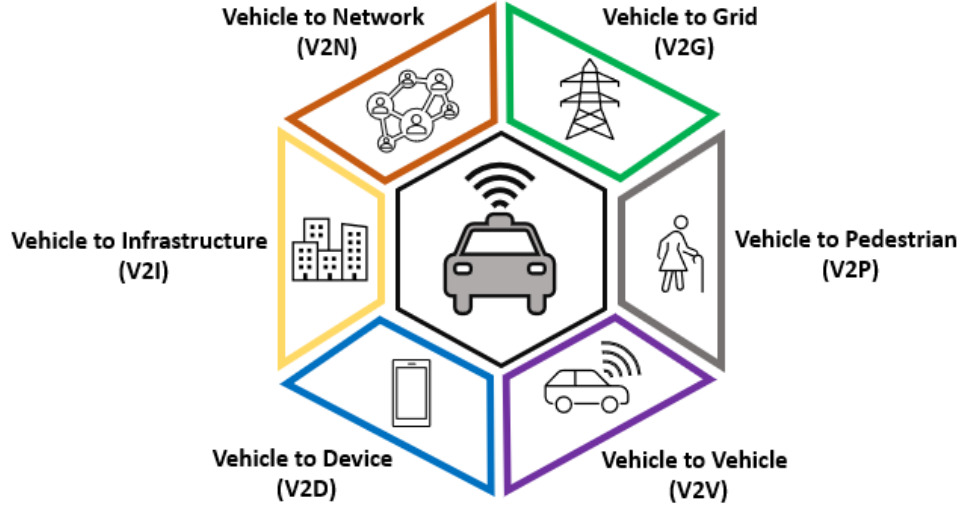 Vehicle to Network
(V2N)
Vehicle to Grid
(V2G)
Vehicle to Infrastructure
(V2I)
Vehicle to Pedestrian
(V2P)
Vehicle to Device
(V2D)
Vehicle to Vehicle
(V2V)